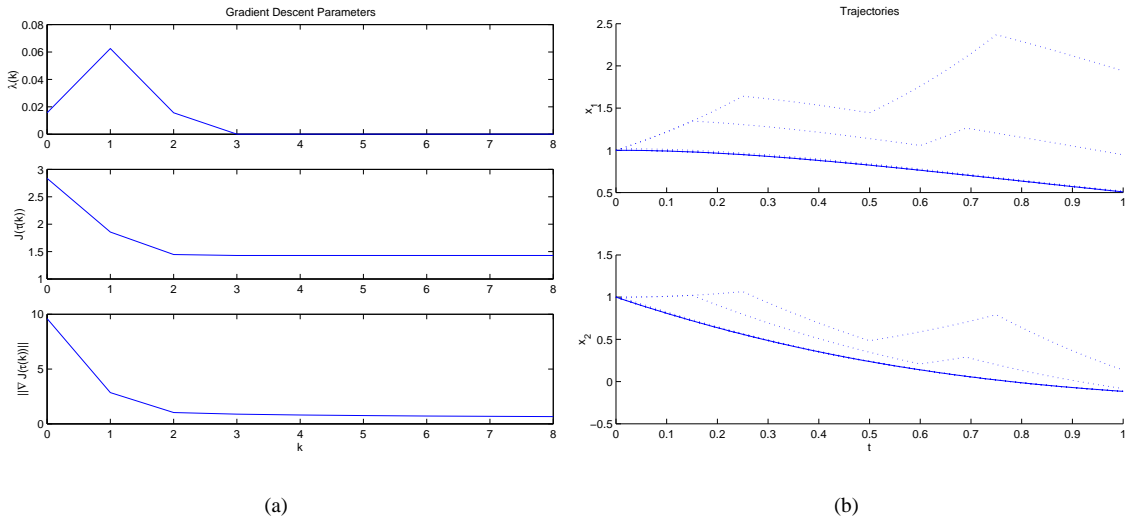 Gradient Descent Parameters
0.08
0.06
0.04
0.02
0
λ(k)
0 1 2 3 4 5 6 7 8
3
2.5
2
1.5
1
J(τ(k))
0 1 2 3 4 5 6 7 8
10
5
0
||∇ J(τ(k))||
0 1 2 3 4 5 6 7 8
k
(a)
Trajectories
2.5
2
1.5
1
0.5
x1
0 0.1 0.2 0.3 0.4 0.5 0.6 0.7 0.8 0.9 1
1.5
1
0.5
0
−0.5
x2
0 0.1 0.2 0.3 0.4 0.5 0.6 0.7 0.8 0.9 1
t
(b)